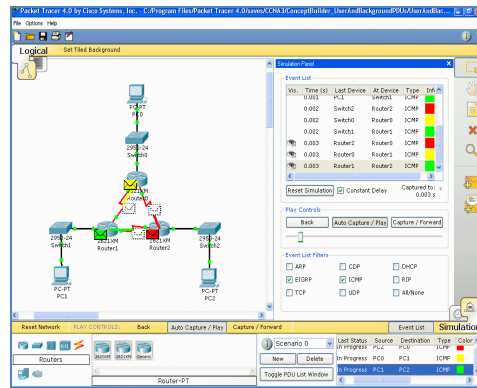 Packet Tracer 4.0 by Cisco Systems, Inc. - C:/Program Files/Packet Tracer 4.0/saves/CCNA3/ConceptBuilder_UserAndBackgroundPDUs/UserAndBac...
File Options Help
Logical Set Tiled Background
Simulation Panel
Event List
Vis. Time (s) Last Device At Device Type Info
0.001 PC1 Switch1 ICMP
0.002 Switch2 Router2 ICMP
0.002 Switch0 Router0 ICMP
0.002 Switch1 Router1 ICMP
0.003 Router2 Router0 ICMP
0.003 Router0 Router1 ICMP
0.003 Router1 Router2 ICMP
Reset Simulation Constant Delay Captured to:
0.003 s
Play Controls
Back Auto Capture / Play Capture / Forward
Event List Filters
ARP CDP DHCP
EIGRP ICMP RIP
TCP UDP All/None
PC-PT
PC0
2950-24
Switch0
Router0
2950-24
Switch1
2621XM
Router1
2621XM
Router2
2950-24
Switch2
PC-PT
PC1
PC-PT
PC2
Reset Network PLAY CONTROLS: Back Auto Capture / Play Capture / Forward Event List Simulation
Routers
2620XM 2621XM Generic
Router-PT
Scenario 0
New Delete
Toggle PDU List Window
Last Status Source Destination Type Color
In Progress PC2 PC0 ICMP
In Progress PC0 PC1 ICMP
In Progress PC1 PC2 ICMP